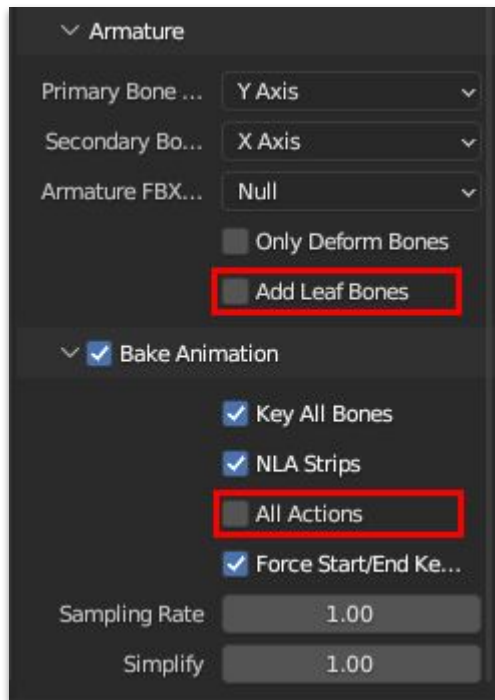 Armature
Primary Bone ... Y Axis
Secondary Bo... X Axis
Armature FBX... Null
Only Deform Bones
Add Leaf Bones
Bake Animation
Key All Bones
NLA Strips
All Actions
Force Start/End Ke...
Sampling Rate 1.00
Simplify 1.00